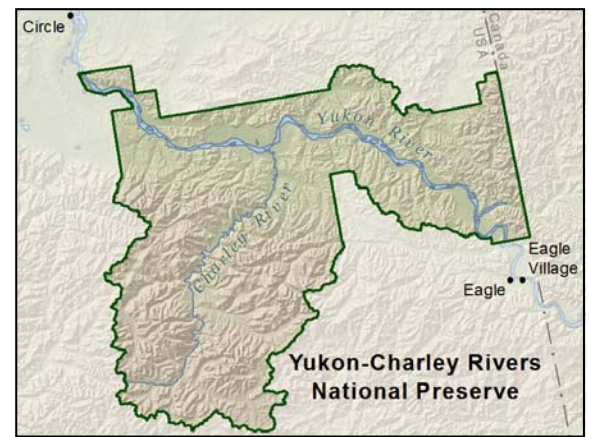 Circle
Canada
USA
Yukon River
Charley River
Eagle
Village
Eagle
Yukon-Charley Rivers
National Preserve